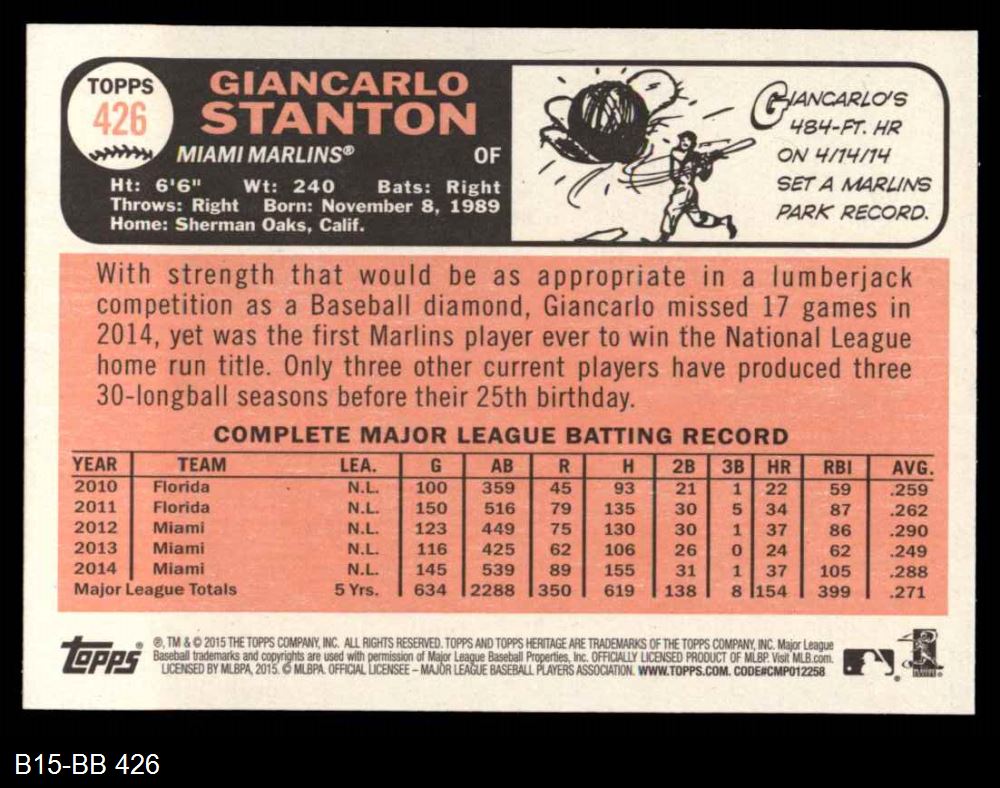 TOPPS
426
GIANCARLO
STANTON
MIAMI MARLINS® OF
Ht: 6'6" Wt: 240 Bats: Right
Throws: Right Born: November 8, 1989
Home: Sherman Oaks, Calif.
GIANCARLO'S
484-FT. HR
ON 4/14/14
SET A MARLINS
PARK RECORD.
With strength that would be as appropriate in a lumberjack
competition as a Baseball diamond, Giancarlo missed 17 games in
2014, yet was the first Marlins player ever to win the National League
home run title. Only three other current players have produced three
30-longball seasons before their 25th birthday.
COMPLETE MAJOR LEAGUE BATTING RECORD
YEAR TEAM LEA. G AB R H 2B 3B HR RBI AVG.
2010 Florida N.L. 100 359 45 93 21 1 22 59 .259
2011 Florida N.L. 150 516 79 135 30 5 34 87 .262
2012 Miami N.L. 123 449 75 130 30 1 37 86 .290
2013 Miami N.L. 116 425 62 106 26 0 24 62 .249
2014 Miami N.L. 145 539 89 155 31 1 37 105 .288
Major League Totals 5 Yrs. 634 2288 350 619 138 8 154 399 .271
Topps®
®, TM & © 2015 THE TOPPS COMPANY, INC. ALL RIGHTS RESERVED. TOPPS AND TOPPS HERITAGE ARE TRADEMARKS OF THE TOPPS COMPANY, INC. Major League
Baseball trademarks and copyrights are used with permission of Major League Baseball Properties, Inc. OFFICIALLY LICENSED PRODUCT OF MLBP. Visit MLB.com.
LICENSED BY MLBPA, 2015. © MLBPA. OFFICIAL LICENSEE – MAJOR LEAGUE BASEBALL PLAYERS ASSOCIATION. WWW.TOPPS.COM. CODE#CMP012258
B15-BB 426